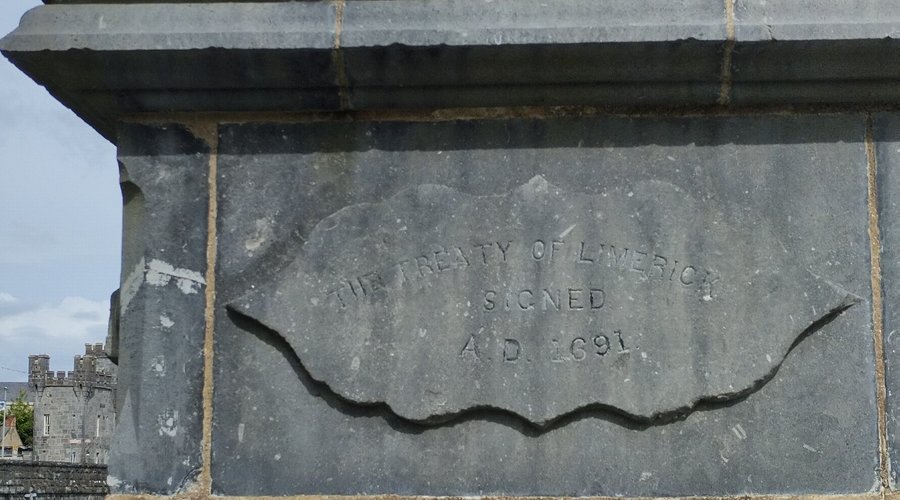 THE TREATY OF LIMERICK
SIGNED
A.D. 1691.